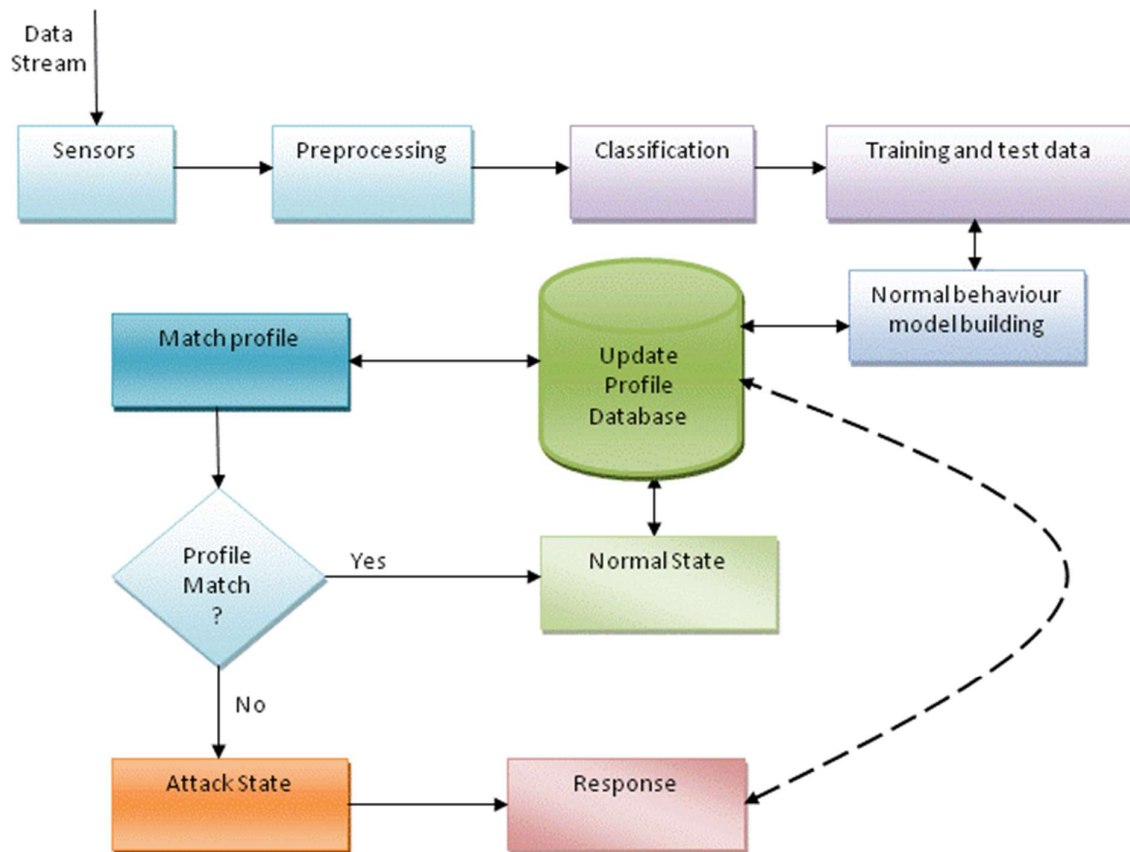 Data
Stream
Sensors
Preprocessing
Classification
Training and test data
Normal behaviour
model building
Match profile
Update
Profile
Database
Profile
Match
?
Yes
Normal State
No
Attack State
Response